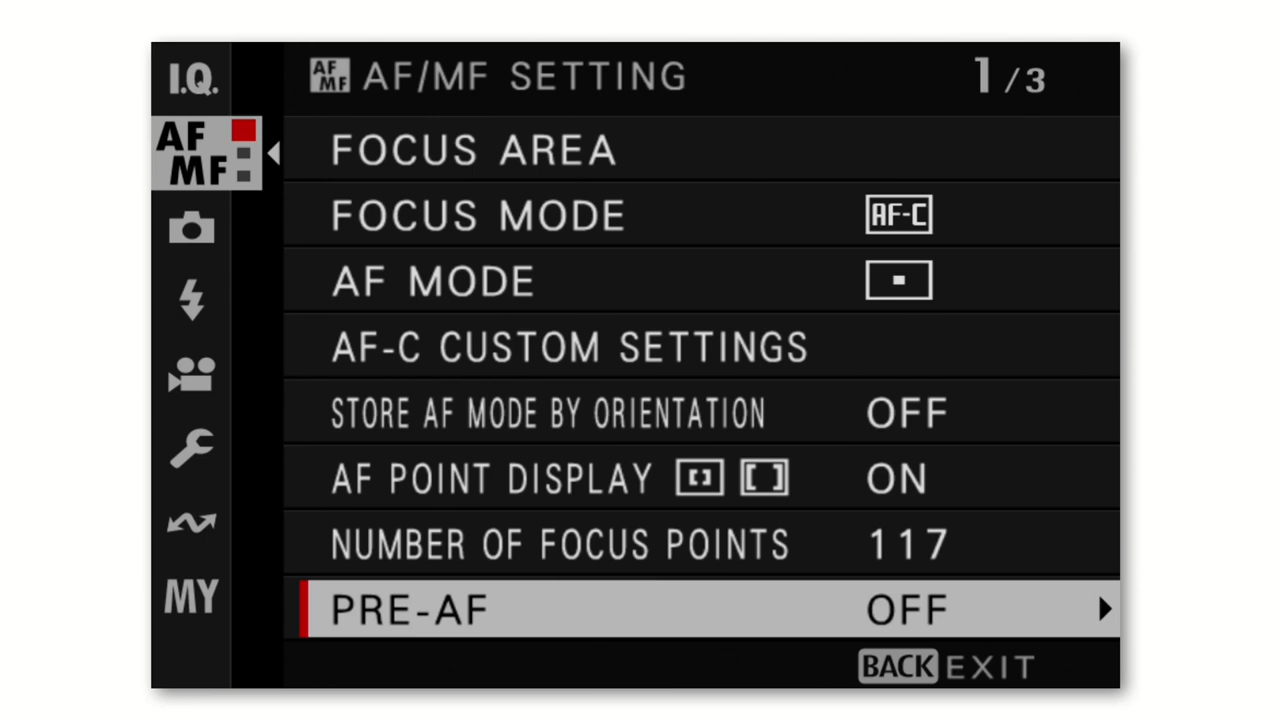 I.Q.
AF MF AF/MF SETTING 1/3
AF
MF
FOCUS AREA
FOCUS MODE AF-C
AF MODE
AF-C CUSTOM SETTINGS
STORE AF MODE BY ORIENTATION OFF
AF POINT DISPLAY ON
NUMBER OF FOCUS POINTS 117
MY
PRE-AF OFF
BACK EXIT